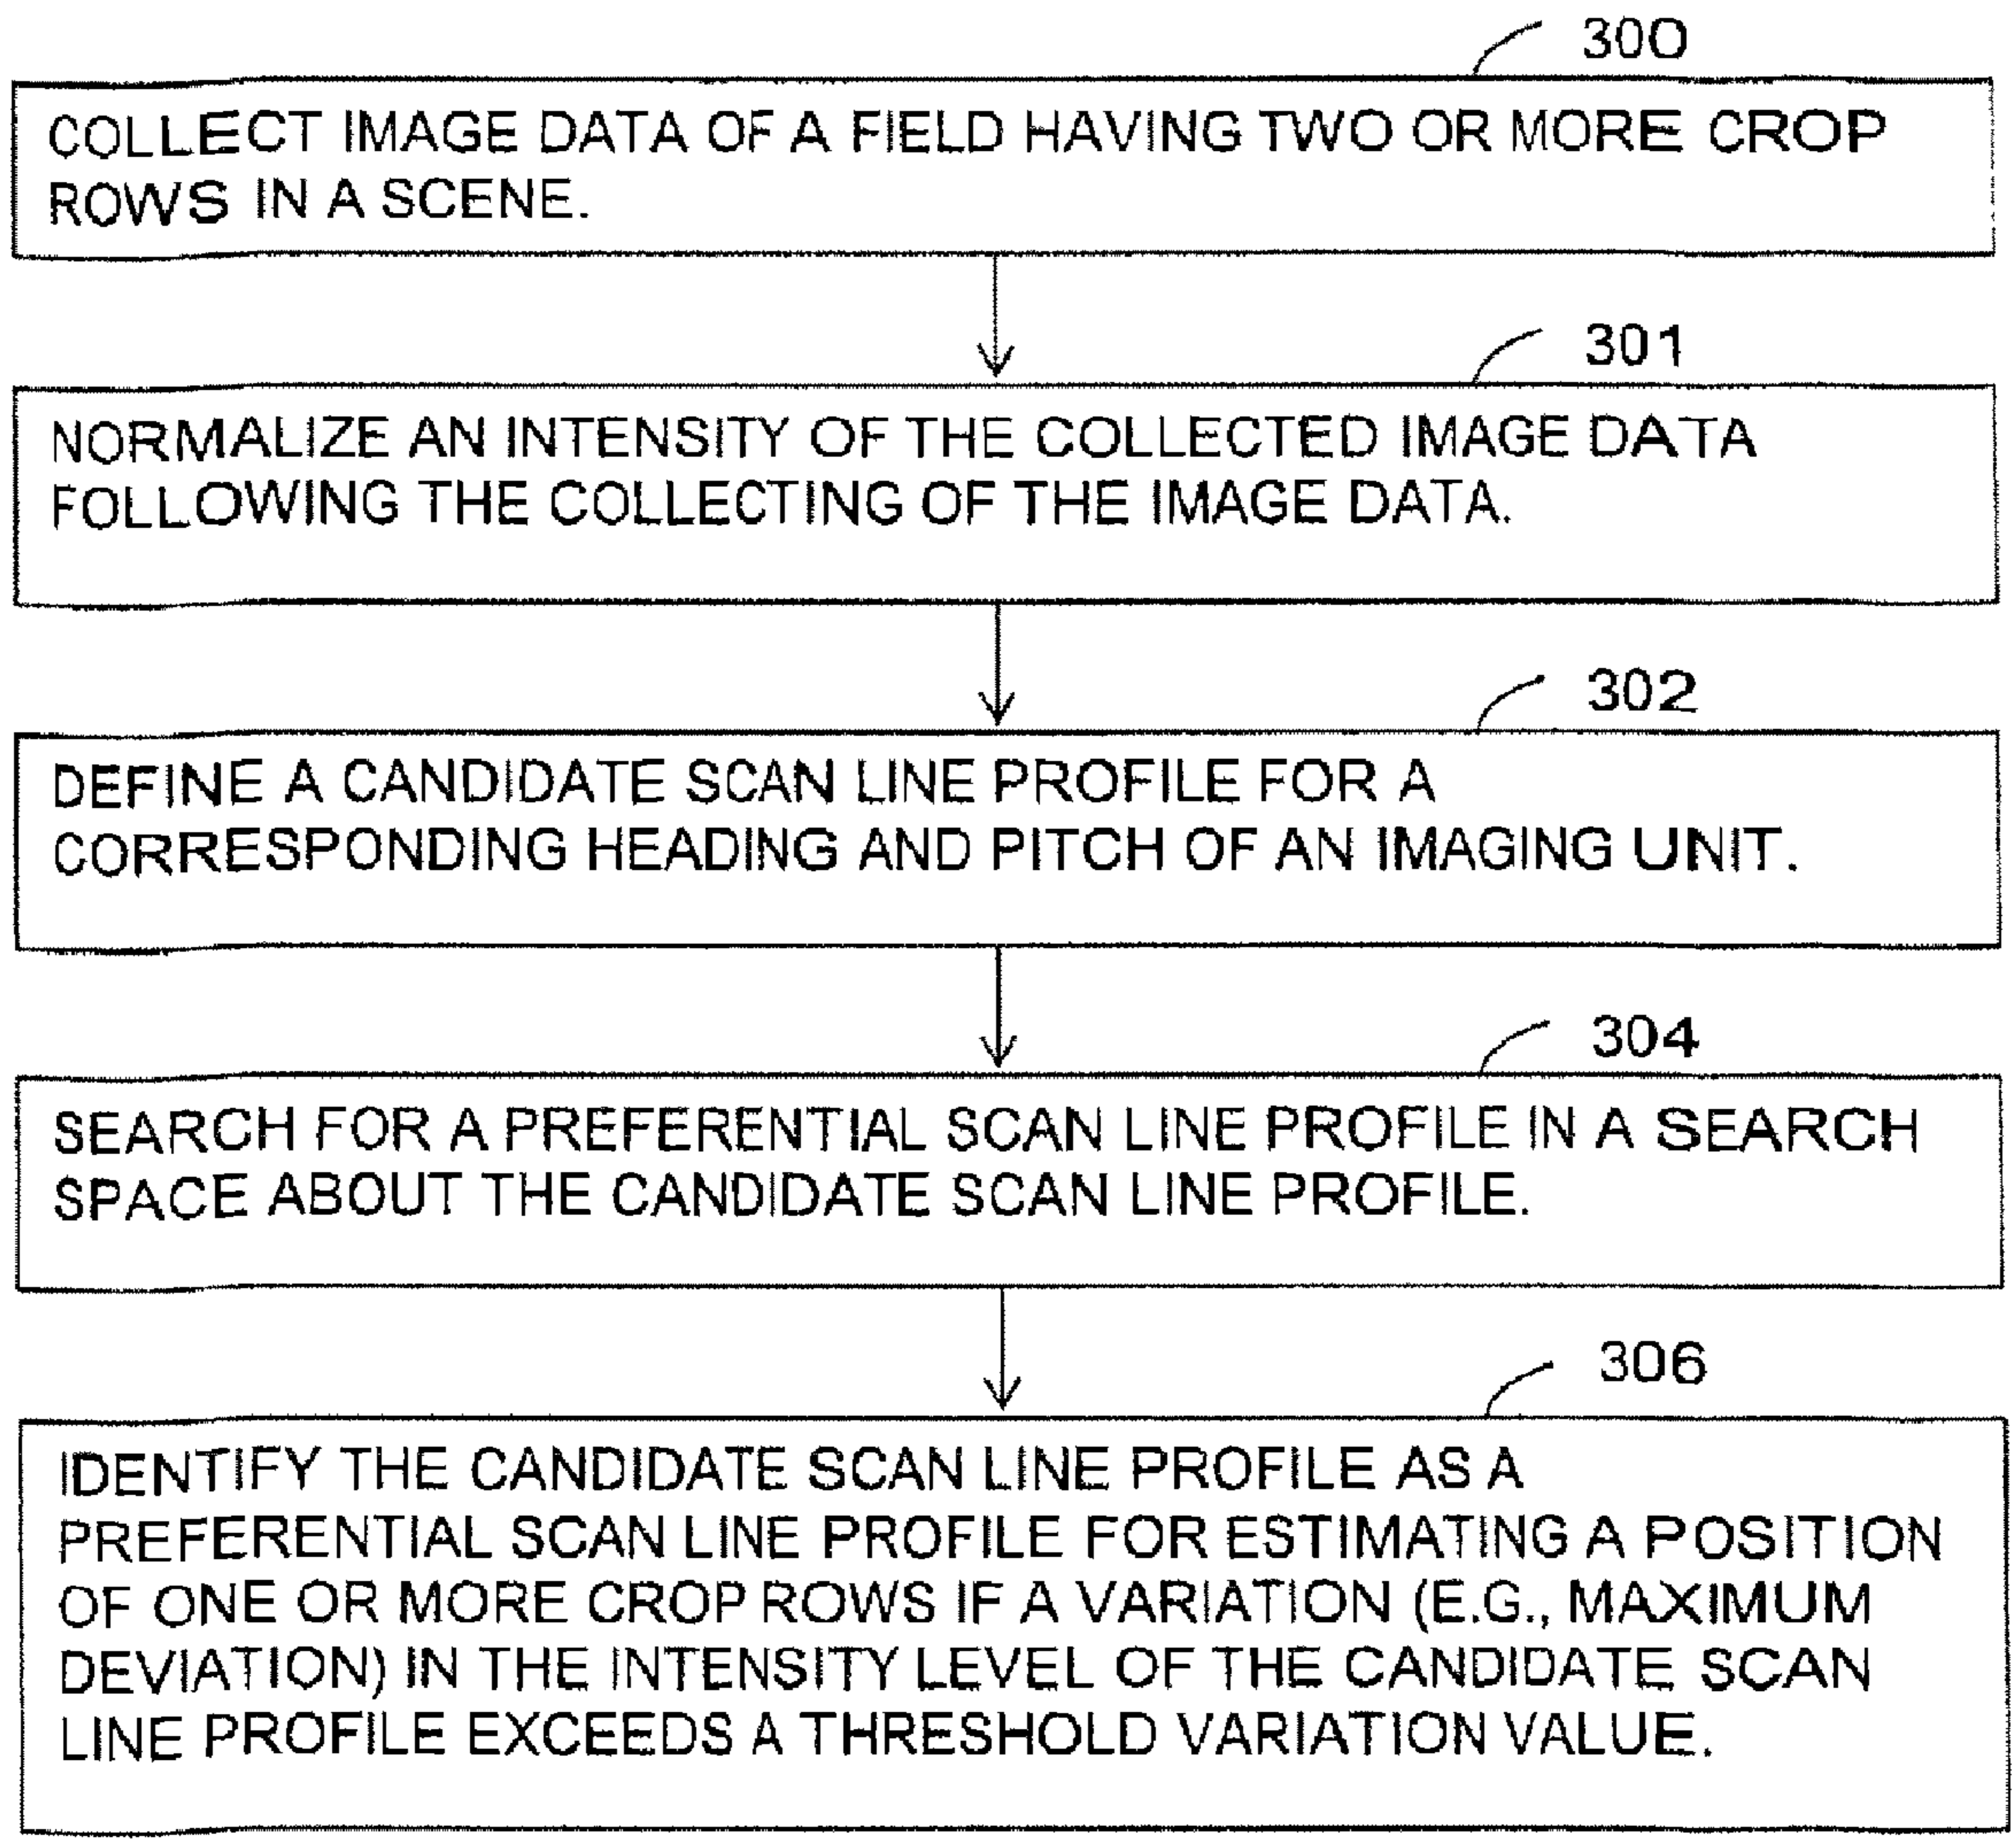 300
COLLECT IMAGE DATA OF A FIELD HAVING TWO OR MORE CROP
ROWS IN A SCENE.
301
NORMALIZE AN INTENSITY OF THE COLLECTED IMAGE DATA
FOLLOWING THE COLLECTING OF THE IMAGE DATA.
302
DEFINE A CANDIDATE SCAN LINE PROFILE FOR A
CORRESPONDING HEADING AND PITCH OF AN IMAGING UNIT.
304
SEARCH FOR A PREFERENTIAL SCAN LINE PROFILE IN A SEARCH
SPACE ABOUT THE CANDIDATE SCAN LINE PROFILE.
306
IDENTIFY THE CANDIDATE SCAN LINE PROFILE AS A
PREFERENTIAL SCAN LINE PROFILE FOR ESTIMATING A POSITION
OF ONE OR MORE CROP ROWS IF A VARIATION (E.G., MAXIMUM
DEVIATION) IN THE INTENSITY LEVEL OF THE CANDIDATE SCAN
LINE PROFILE EXCEEDS A THRESHOLD VARIATION VALUE.